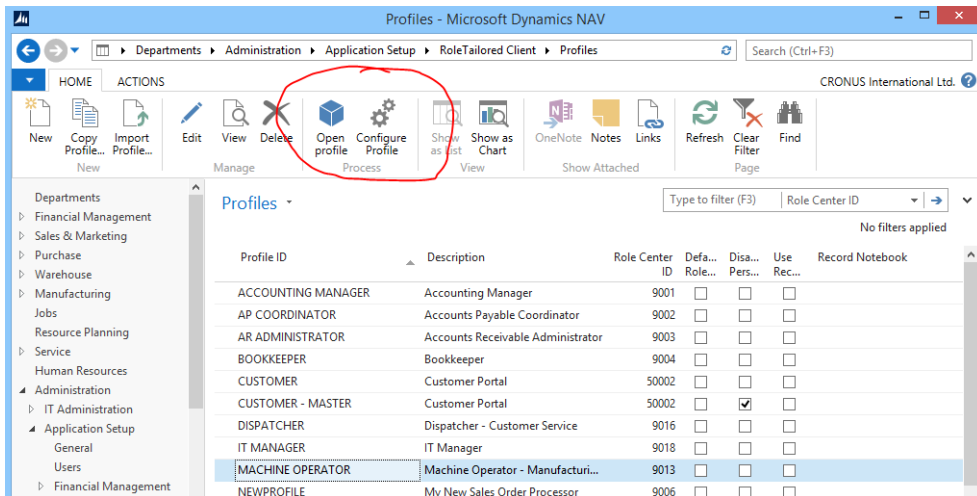 Profiles - Microsoft Dynamics NAV
Departments Administration Application Setup RoleTailored Client Profiles Search (Ctrl+F3)
HOME ACTIONS CRONUS International Ltd.
New Copy Profile... Import Profile... Edit View Delete Open profile Configure Profile Show as List Show as Chart OneNote Notes Links Refresh Clear Filter Find
New Manage Process View Show Attached Page
Departments
Financial Management
Sales & Marketing
Purchase
Warehouse
Manufacturing
Jobs
Resource Planning
Service
Human Resources
Administration
IT Administration
Application Setup
General
Users
Financial Management
Profiles Type to filter (F3) Role Center ID
No filters applied
Profile ID Description Role Center ID Defa... Role... Disa... Pers... Use Rec... Record Notebook
ACCOUNTING MANAGER Accounting Manager 9001
AP COORDINATOR Accounts Payable Coordinator 9002
AR ADMINISTRATOR Accounts Receivable Administrator 9003
BOOKKEEPER Bookkeeper 9004
CUSTOMER Customer Portal 50002
CUSTOMER - MASTER Customer Portal 50002
DISPATCHER Dispatcher - Customer Service 9016
IT MANAGER IT Manager 9018
MACHINE OPERATOR Machine Operator - Manufacturi... 9013
NEWPROFILE My New Sales Order Processor 9006